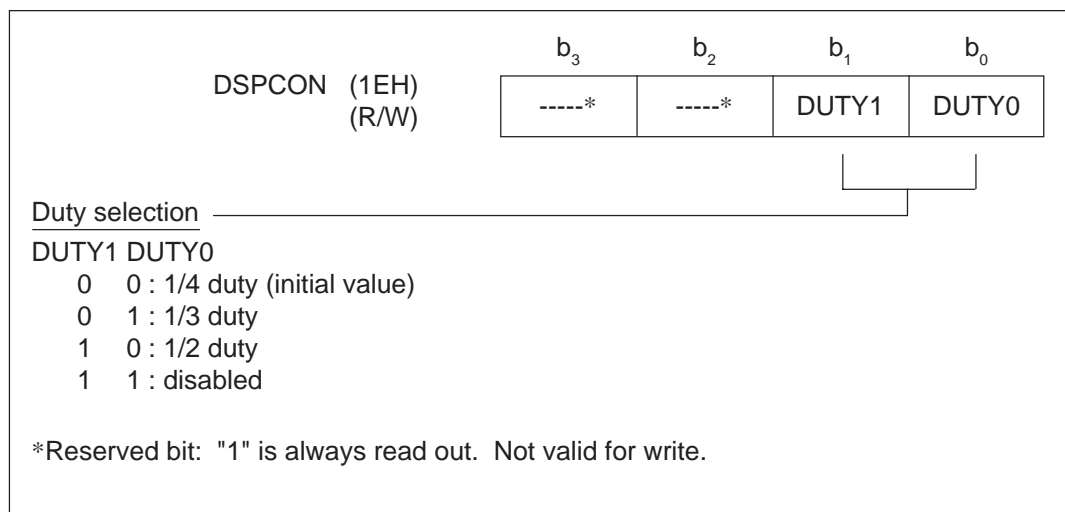 b3 b2 b1 b0
DSPCON (1EH) -----* -----* DUTY1 DUTY0
(R/W)
Duty selection
DUTY1 DUTY0
0 0 : 1/4 duty (initial value)
0 1 : 1/3 duty
1 0 : 1/2 duty
1 1 : disabled
*Reserved bit: "1" is always read out. Not valid for write.